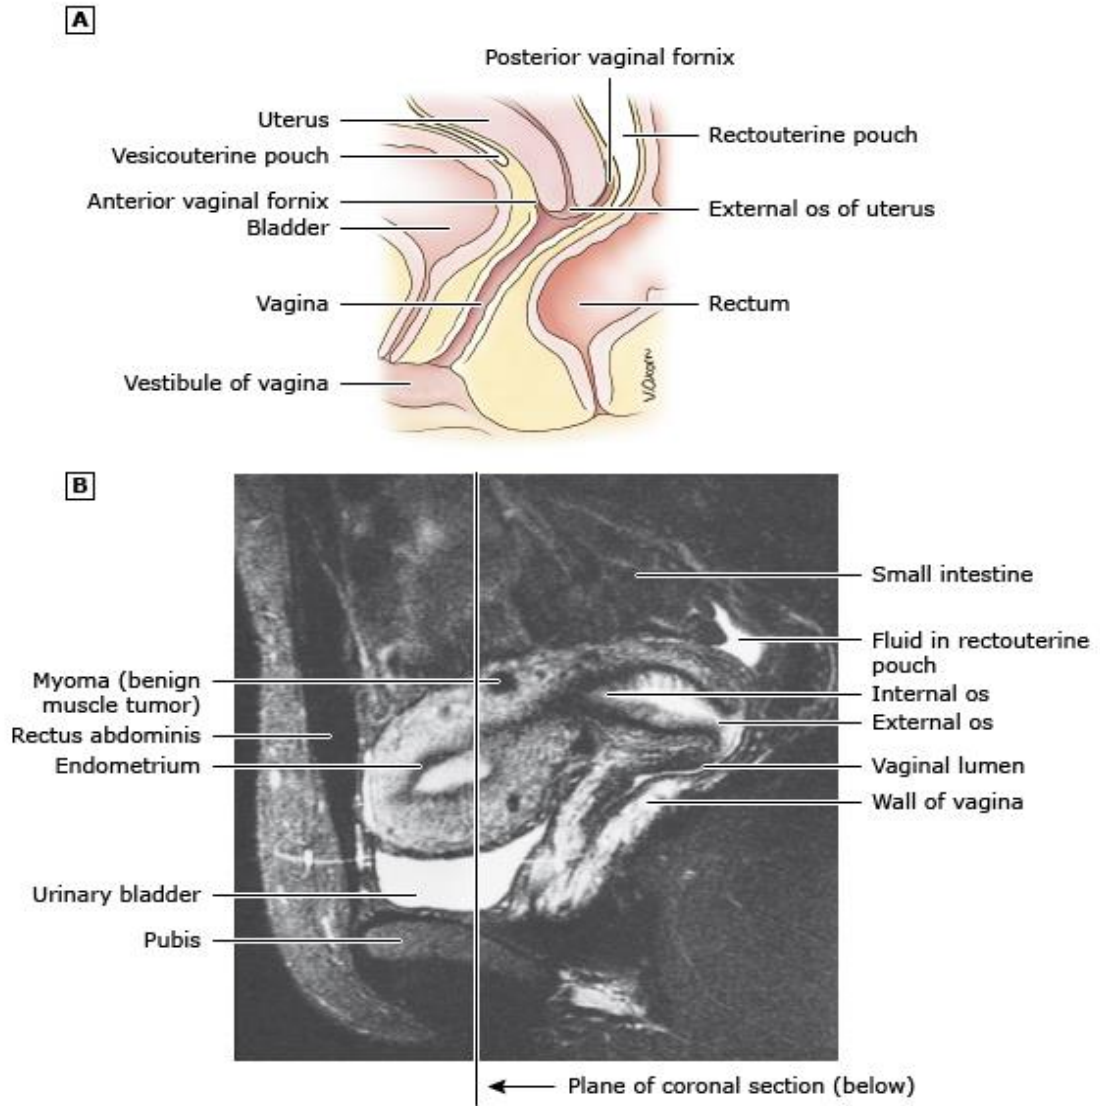 A
Posterior vaginal fornix
Uterus
Rectouterine pouch
Vesicouterine pouch
Anterior vaginal fornix
External os of uterus
Bladder
Vagina
Rectum
Vestibule of vagina
V.Oxorn
B
Small intestine
Fluid in rectouterine
pouch
Myoma (benign
muscle tumor)
Internal os
External os
Rectus abdominis
Endometrium
Vaginal lumen
Wall of vagina
Urinary bladder
Pubis
Plane of coronal section (below)